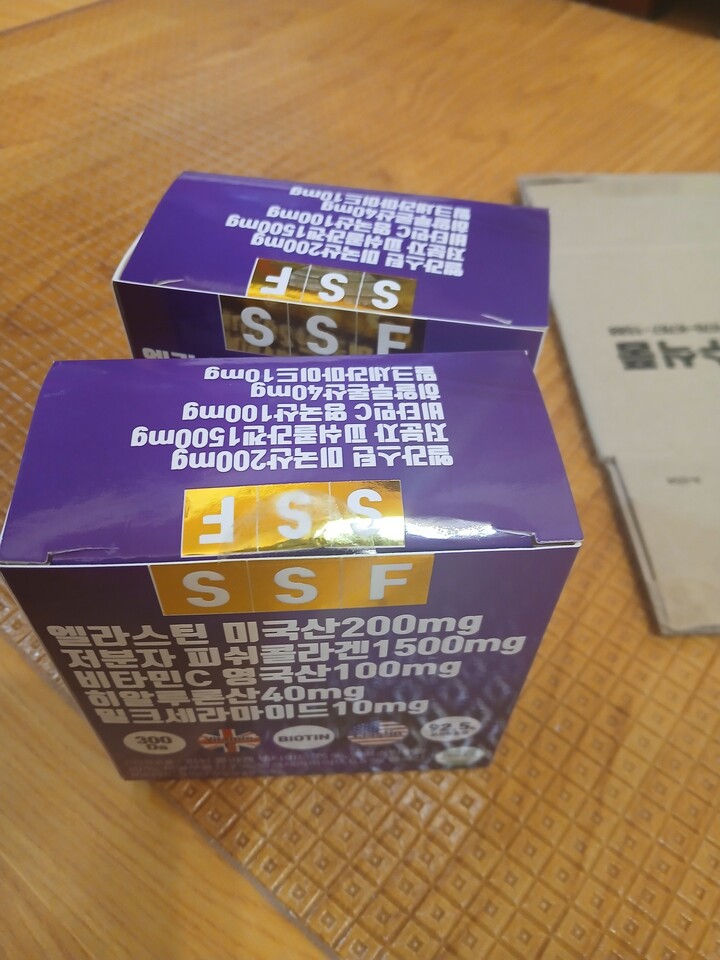 밀크세라마이드10mg
히알루론산40mg
비타민C 영국산100mg
저분자 피쉬콜라겐1500mg
엘라스틴 미국산200mg
SSF
SSF
밀크세라마이드10mg
히알루론산40mg
비타민C 영국산100mg
저분자 피쉬콜라겐1500mg
엘라스틴 미국산200mg
SSF
SSF
엘라스틴 미국산200mg
저분자 피쉬콜라겐1500mg
비타민C 영국산100mg
히알루론산40mg
밀크세라마이드10mg
300 Da
BIOTIN
수식품